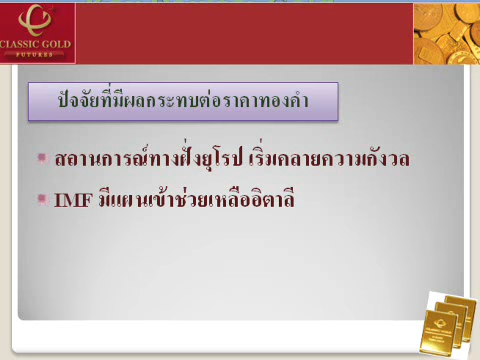 CLASSIC GOLD
FUTURES
ปัจจัยที่มีผลกระทบต่อราคาทองคำ
สถานการณ์ทางฝั่งยุโรป เริ่มคลายความกังวล
IMF มีแผนเข้าช่วยเหลืออิตาลี
CLASSIC GOLD